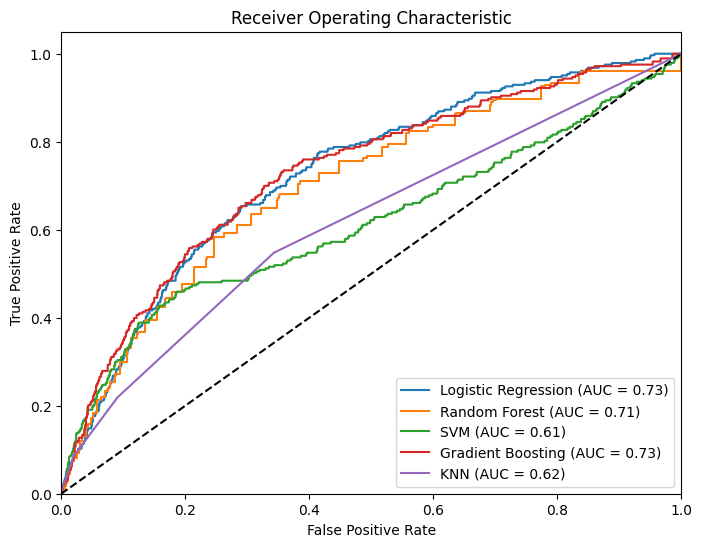 Receiver Operating Characteristic
1.0
0.8
0.6
0.4
0.2
0.0
True Positive Rate
Logistic Regression (AUC = 0.73)
Random Forest (AUC = 0.71)
SVM (AUC = 0.61)
Gradient Boosting (AUC = 0.73)
KNN (AUC = 0.62)
0.0 0.2 0.4 0.6 0.8 1.0
False Positive Rate